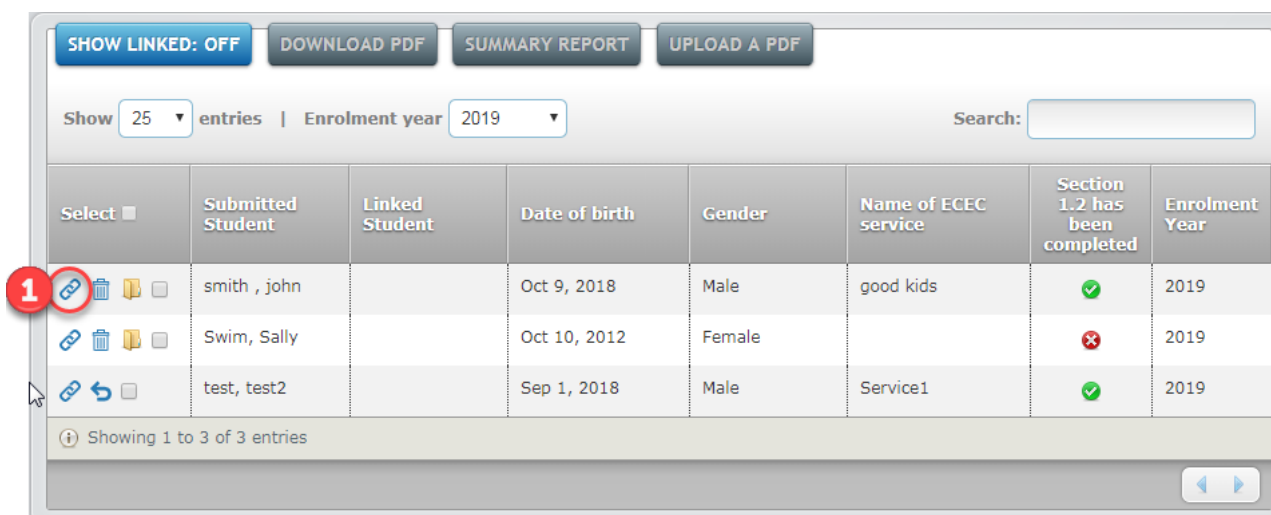 SHOW LINKED: OFF DOWNLOAD PDF SUMMARY REPORT UPLOAD A PDF
Show 25 entries | Enrolment year 2019 Search:
Select Submitted Student Linked Student Date of birth Gender Name of ECEC service Section 1.2 has been completed Enrolment Year
1 smith , john Oct 9, 2018 Male good kids 2019
Swim, Sally Oct 10, 2012 Female 2019
test, test2 Sep 1, 2018 Male Service1 2019
Showing 1 to 3 of 3 entries